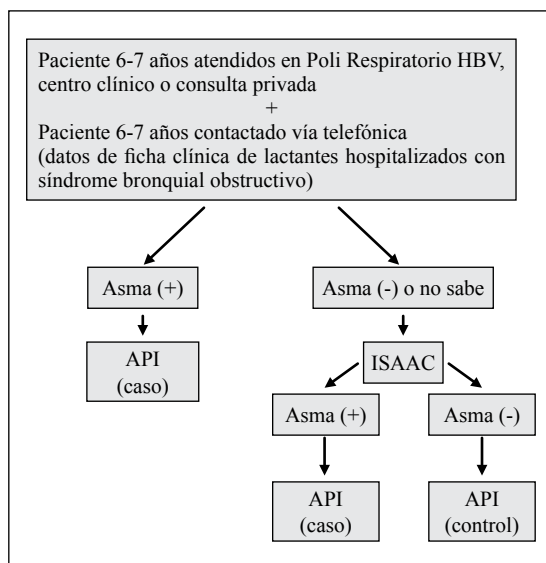 Paciente 6-7 años atendidos en Poli Respiratorio HBV,
centro clínico o consulta privada
+
Paciente 6-7 años contactado vía telefónica
(datos de ficha clínica de lactantes hospitalizados con
síndrome bronquial obstructivo)
Asma (+)
Asma (-) o no sabe
API
(caso)
ISAAC
Asma (+)
Asma (-)
API
(caso)
API
(control)